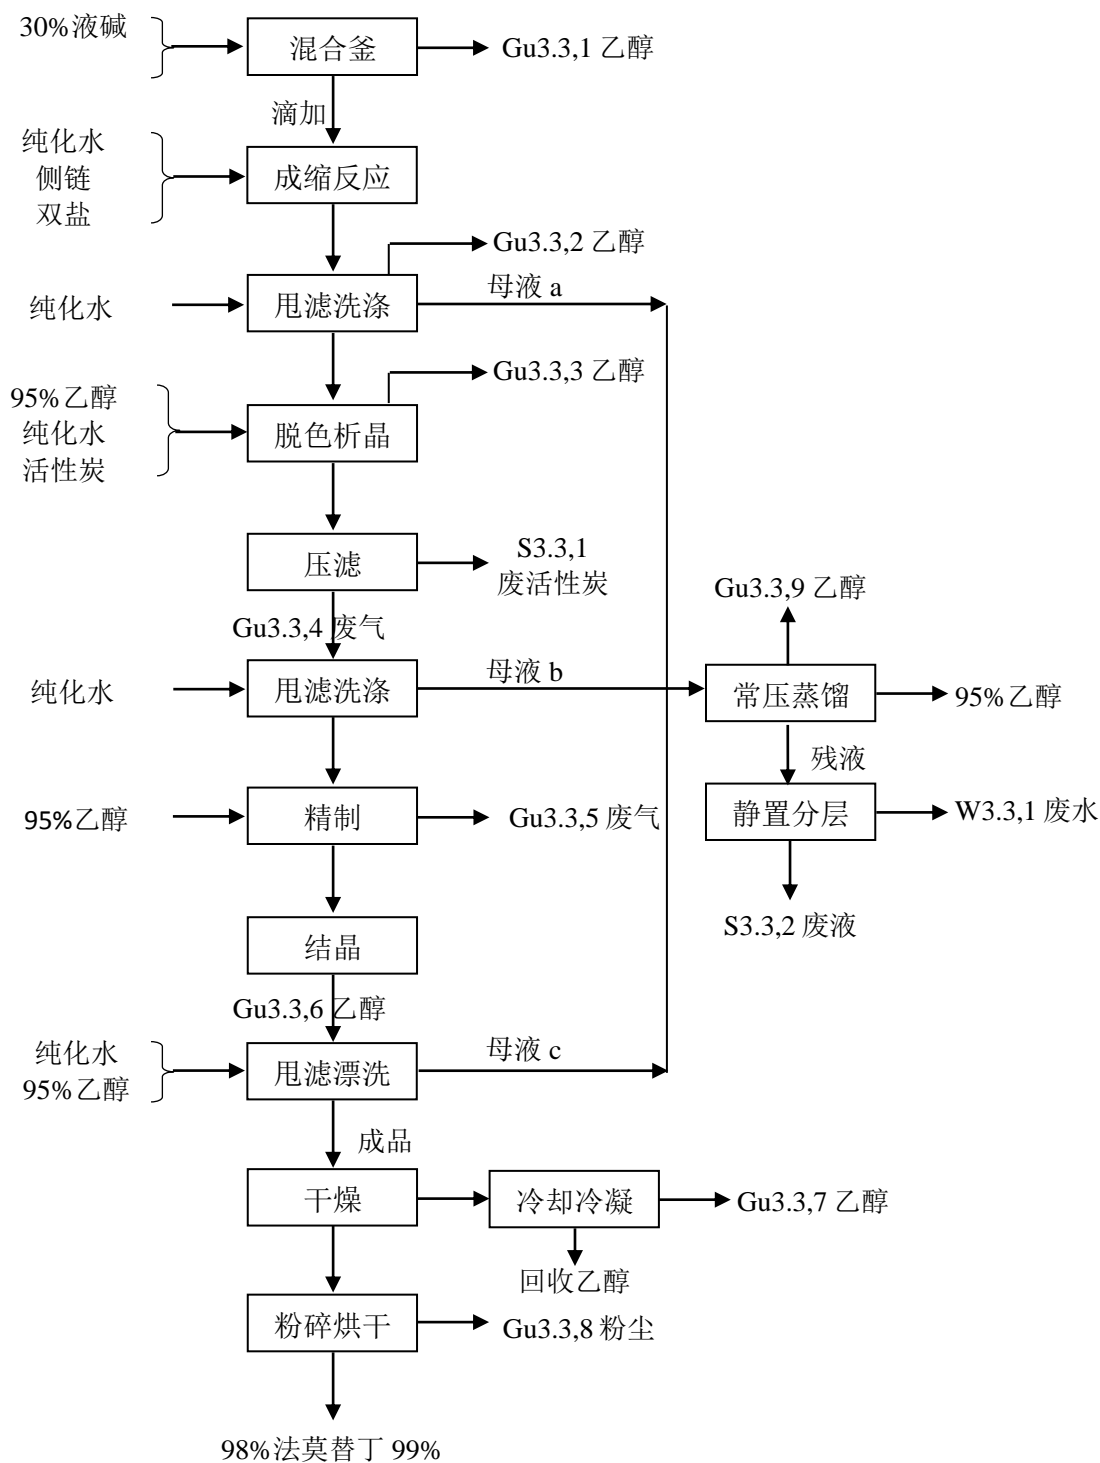 30%液碱
混合釜
Gu3.3,1 乙醇
滴加
纯化水
侧链
双盐
成缩反应
Gu3.3,2 乙醇
母液 a
纯化水
甩滤洗涤
Gu3.3,3 乙醇
95%乙醇
纯化水
活性炭
脱色析晶
压滤
S3.3,1
废活性炭
Gu3.3,4 废气
Gu3.3,9 乙醇
纯化水
甩滤洗涤
母液 b
常压蒸馏
95%乙醇
残液
95%乙醇
精制
Gu3.3,5 废气
静置分层
W3.3,1 废水
S3.3,2 废液
结晶
Gu3.3,6 乙醇
纯化水
95%乙醇
甩滤漂洗
母液 c
成品
干燥
冷却冷凝
Gu3.3,7 乙醇
回收乙醇
粉碎烘干
Gu3.3,8 粉尘
98%法莫替丁 99%